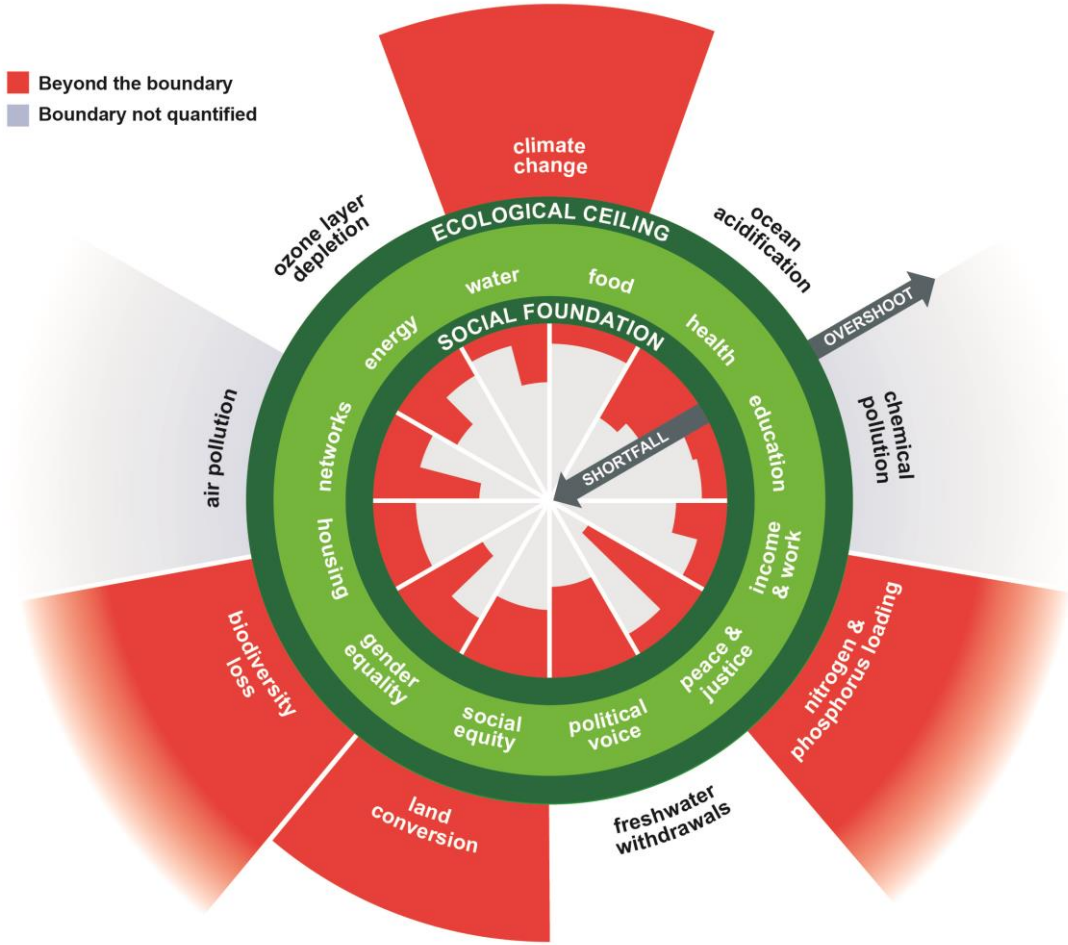 Beyond the boundary
Boundary not quantified
climate
change
ozone layer
depletion
ocean
acidification
ECOLOGICAL CEILING
OVERSHOOT
water
food
energy
health
SOCIAL FOUNDATION
networks
education
SHORTFALL
air pollution
chemical
pollution
housing
income
& work
biodiversity
loss
gender
equality
peace &
justice
nitrogen &
phosphorus loading
social
equity
political
voice
land
conversion
freshwater
withdrawals